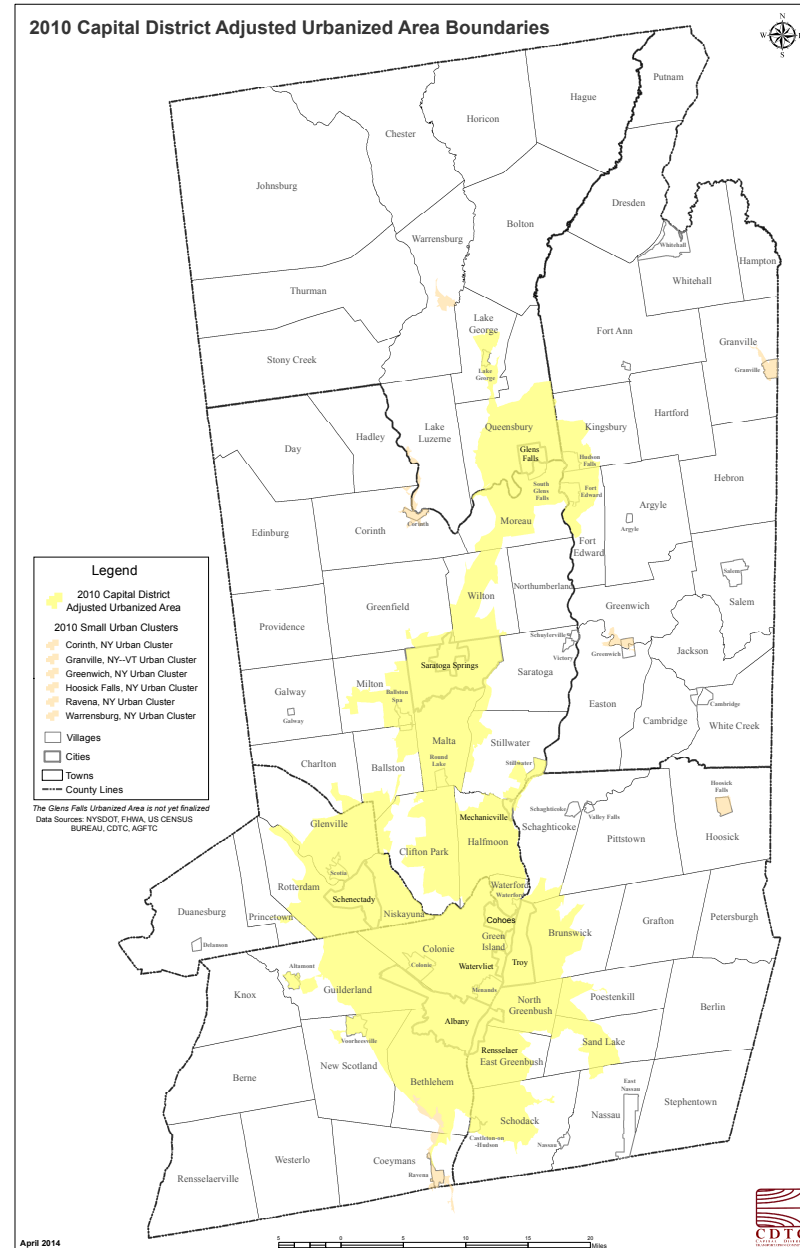 2010 Capital District Adjusted Urbanized Area Boundaries
N
W
S
Putnam
Hague
Horicon
Chester
Johnsburg
Dresden
Bolton
Warrensburg
Whitehall
Hampton
Whitehall
Thurman
Lake
George
Fort Ann
Granville
Stony Creek
Lake
George
Granville
Hartford
Queensbury
Kingsbury
Lake
Luzerne
Hadley
Day
Glens
Falls
Hudson
Falls
Hebron
South
Glens
Falls
Fort
Edward
Argyle
Corinth
Moreau
Argyle
Edinburg
Corinth
Fort
Edward
Salem
Northumberland
Wilton
Salem
Greenfield
Greenwich
Providence
Schuylerville
Victory
Greenwich
Jackson
Saratoga Springs
Saratoga
Milton
Galway
Ballston
Spa
Galway
Easton
Cambridge
Cambridge
White Creek
Malta
Stillwater
Charlton
Ballston
Round
Lake
Stillwater
Hoosick
Falls
Mechanicville
Schaghticoke
Valley Falls
Glenville
Schaghticoke
Pittstown
Hoosick
Clifton Park
Halfmoon
Scotia
Rotterdam
Waterford
Waterford
Schenectady
Duanesburg
Princetown
Niskayuna
Cohoes
Brunswick
Grafton
Petersburgh
Green
Island
Delanson
Colonie
Colonie
Watervliet
Troy
Altamont
Knox
Guilderland
Menands
North
Greenbush
Poestenkill
Berlin
Albany
Voorheesville
Rensselaer
Sand Lake
East Greenbush
New Scotland
Berne
Bethlehem
East
Nassau
Stephentown
Schodack
Nassau
Castleton-on
-Hudson
Nassau
Westerlo
Coeymans
Rensselaerville
Ravena
Legend
2010 Capital District
Adjusted Urbanized Area
2010 Small Urban Clusters
Corinth, NY Urban Cluster
Granville, NY--VT Urban Cluster
Greenwich, NY Urban Cluster
Hoosick Falls, NY Urban Cluster
Ravena, NY Urban Cluster
Warrensburg, NY Urban Cluster
Villages
Cities
Towns
County Lines
The Glens Falls Urbanized Area is not yet finalized
Data Sources: NYSDOT, FHWA, US CENSUS
BUREAU, CDTC, AGFTC
April 2014
5 0 5 10 15 20
Miles
CDTC